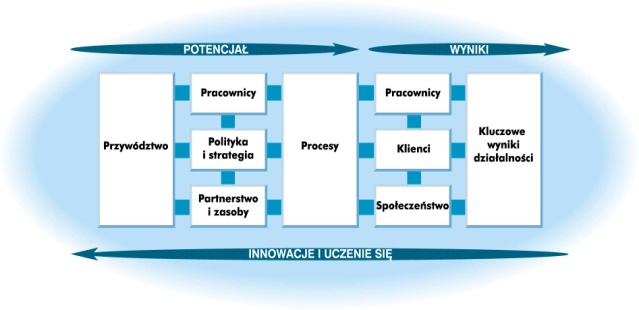 POTENCJAŁ
WYNIKI
Przywództwo
Pracownicy
Polityka
i strategia
Partnerstwo
i zasoby
Procesy
Pracownicy
Klienci
Społeczeństwo
Kluczowe
wyniki
działalności
INNOWACJE I UCZENIE SIĘ